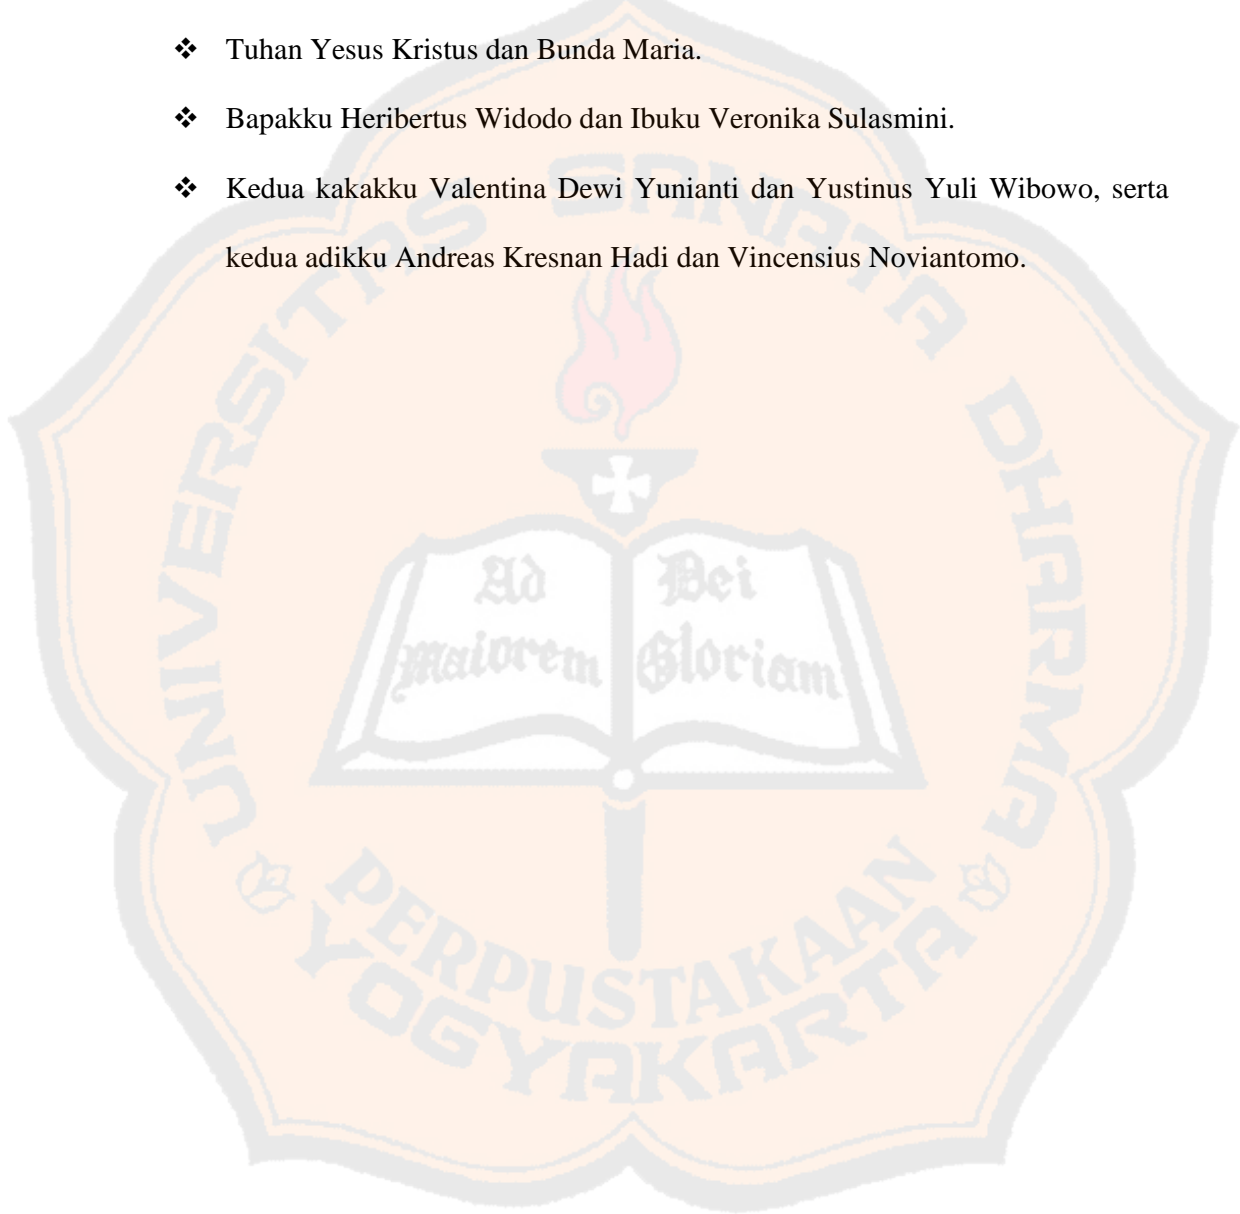 ❖ Tuhan Yesus Kristus dan Bunda Maria.
❖ Bapakku Heribertus Widodo dan Ibuku Veronika Sulasmini.
❖ Kedua kakakku Valentina Dewi Yunianti dan Yustinus Yuli Wibowo, serta
kedua adikku Andreas Kresnan Hadi dan Vincensius Noviantomo.
UNIVERSITAS SANATA DHARMA
Ad Dei
maiorem Gloriam
PERPUSTAKAAN
YOGYAKARTA